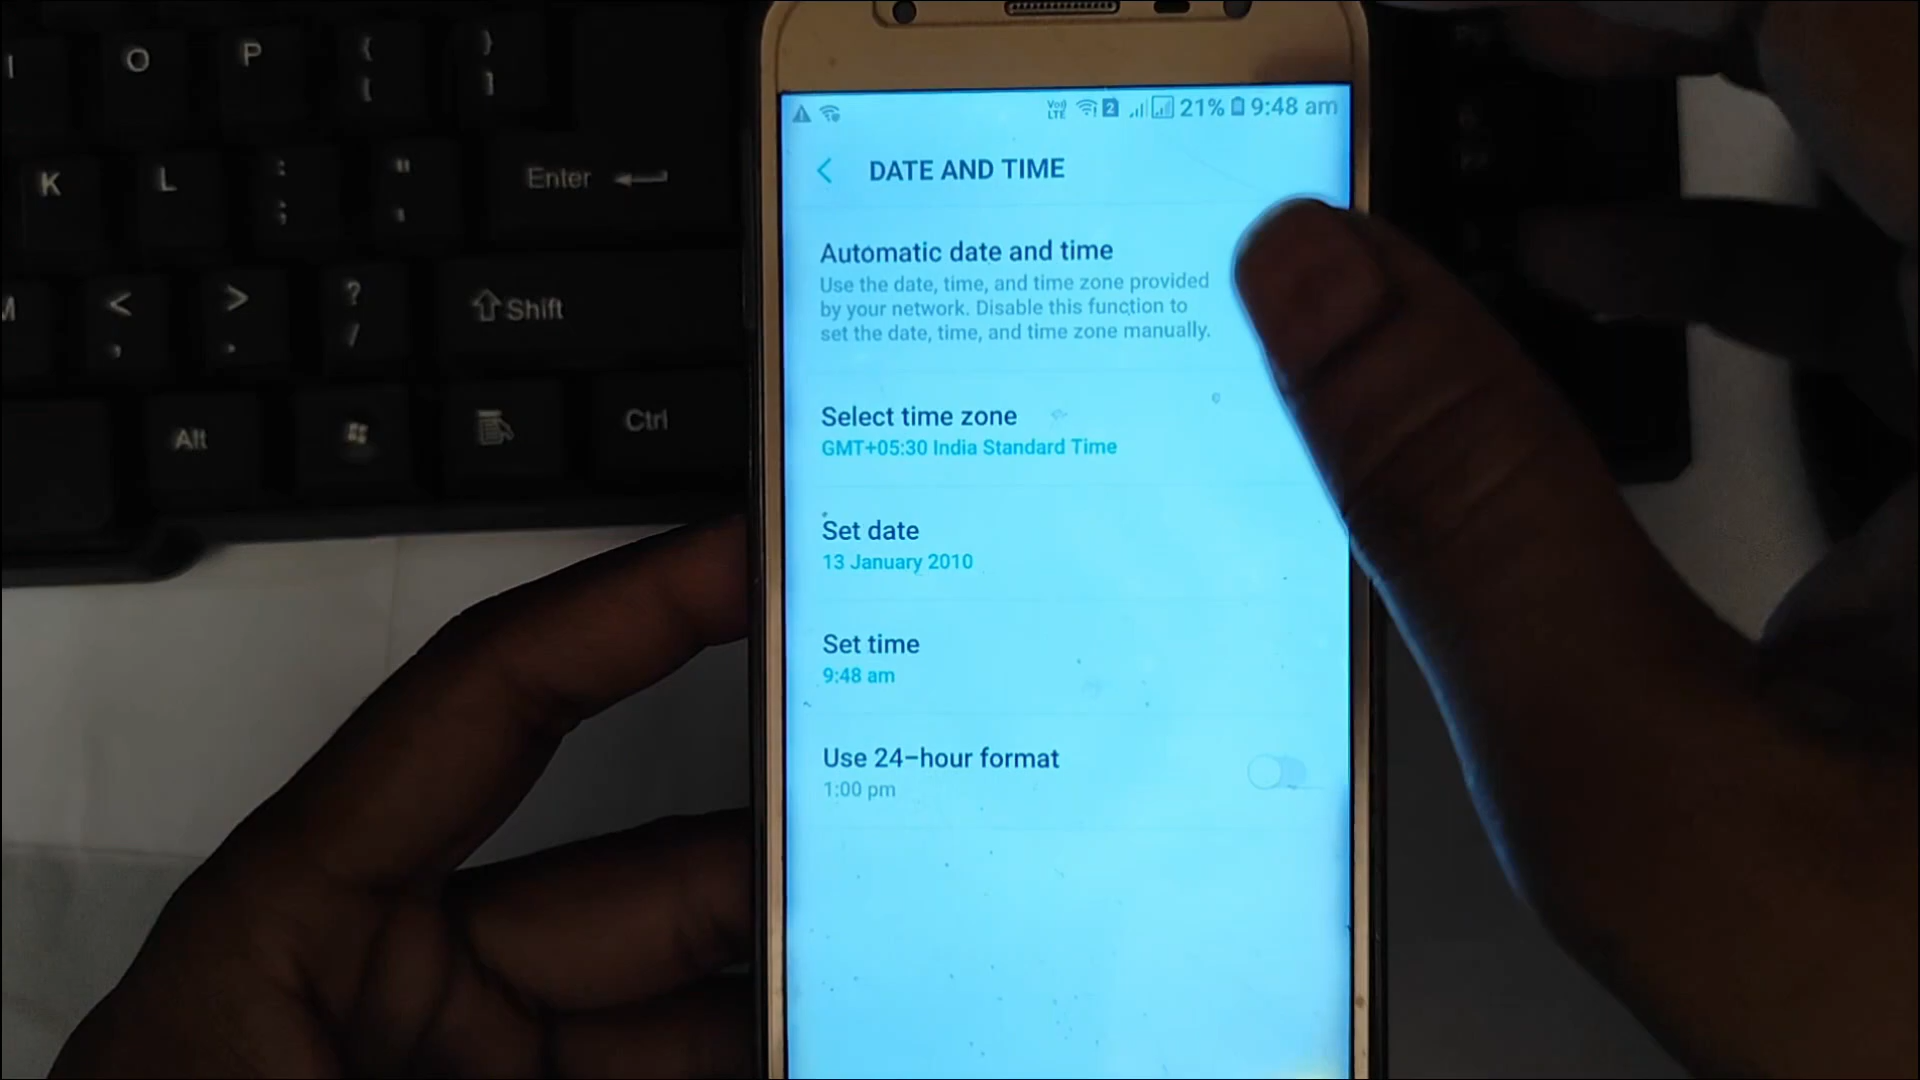 O P { }
[ ]
K L : "
; '
Enter
M < > ?
, . /
Shift
Alt
Ctrl
VoLTE 2 21% 9:48 am
DATE AND TIME
Automatic date and time
Use the date, time, and time zone provided
by your network. Disable this function to
set the date, time, and time zone manually.
Select time zone
GMT+05:30 India Standard Time
Set date
13 January 2010
Set time
9:48 am
Use 24-hour format
1:00 pm